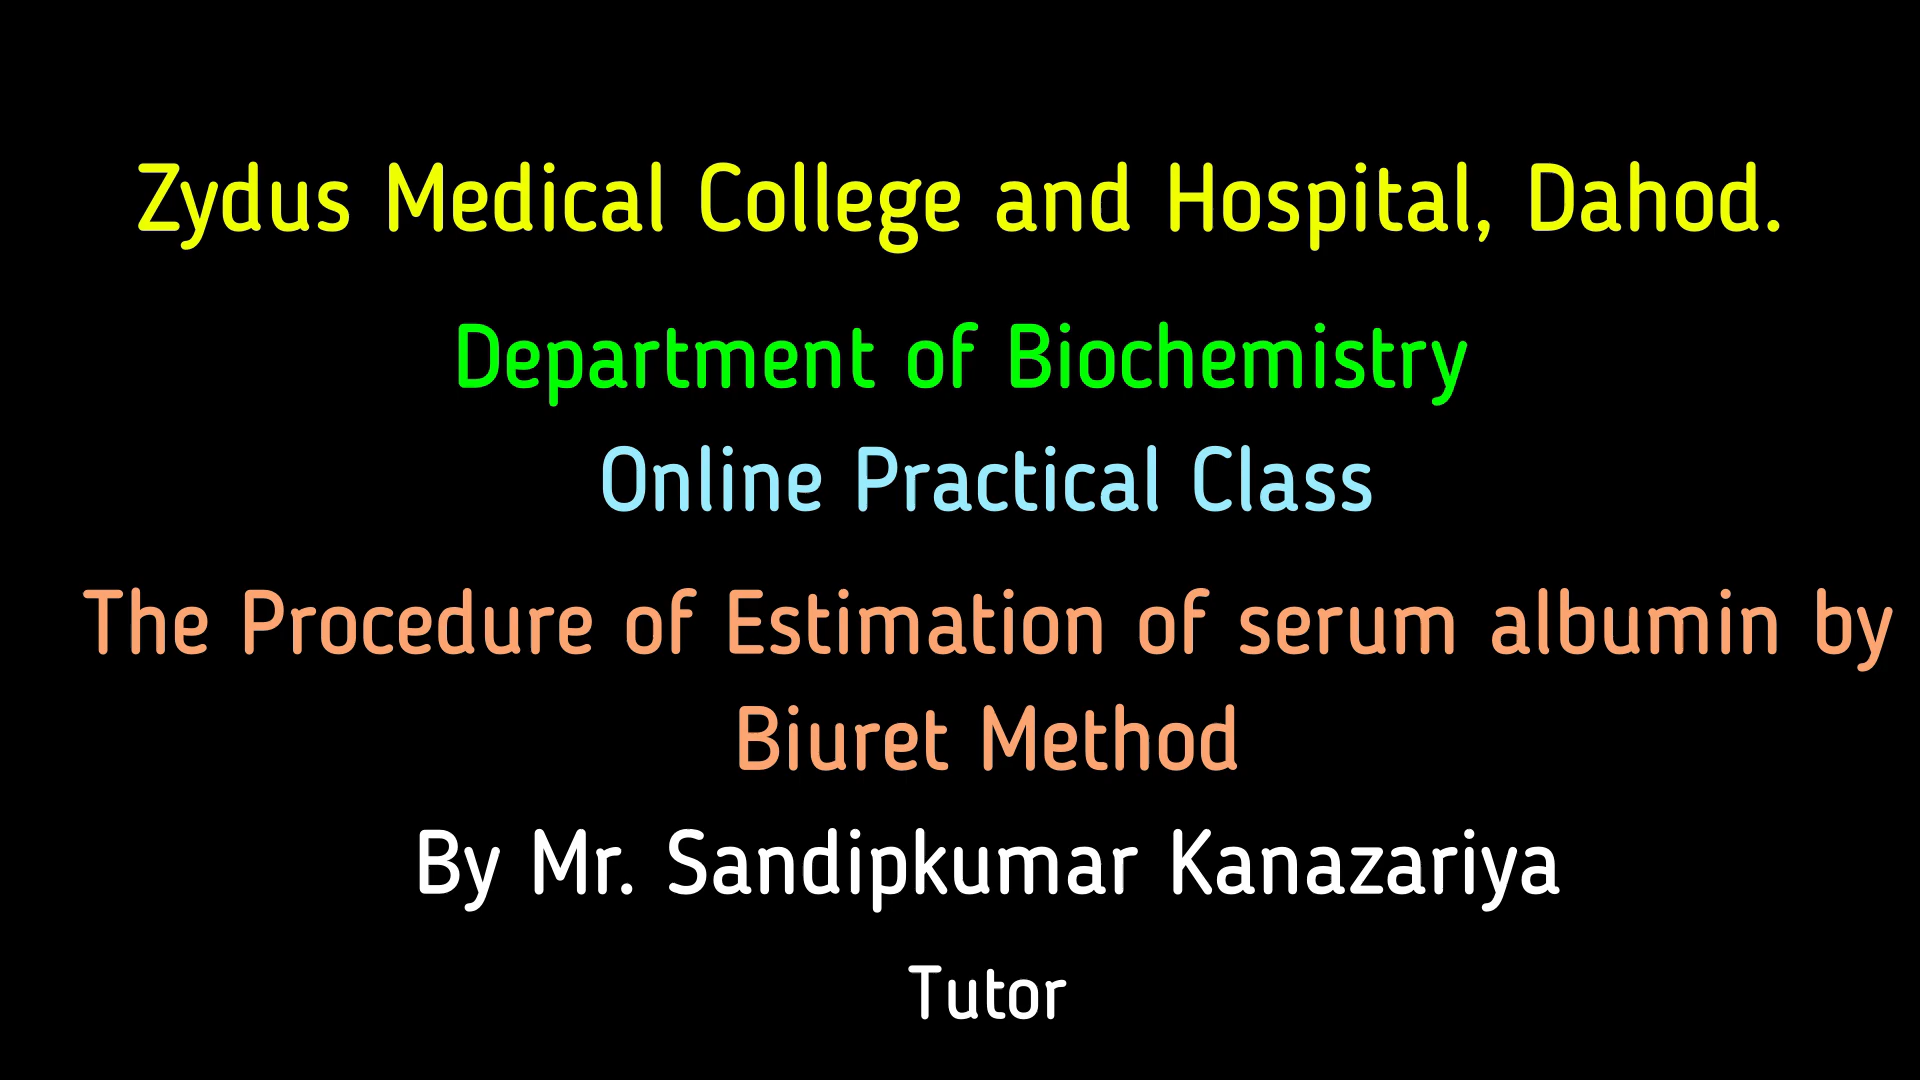 Zydus Medical College and Hospital, Dahod.
Department of Biochemistry
Online Practical Class
The Procedure of Estimation of serum albumin by
Biuret Method
By Mr. Sandipkumar Kanazariya
Tutor